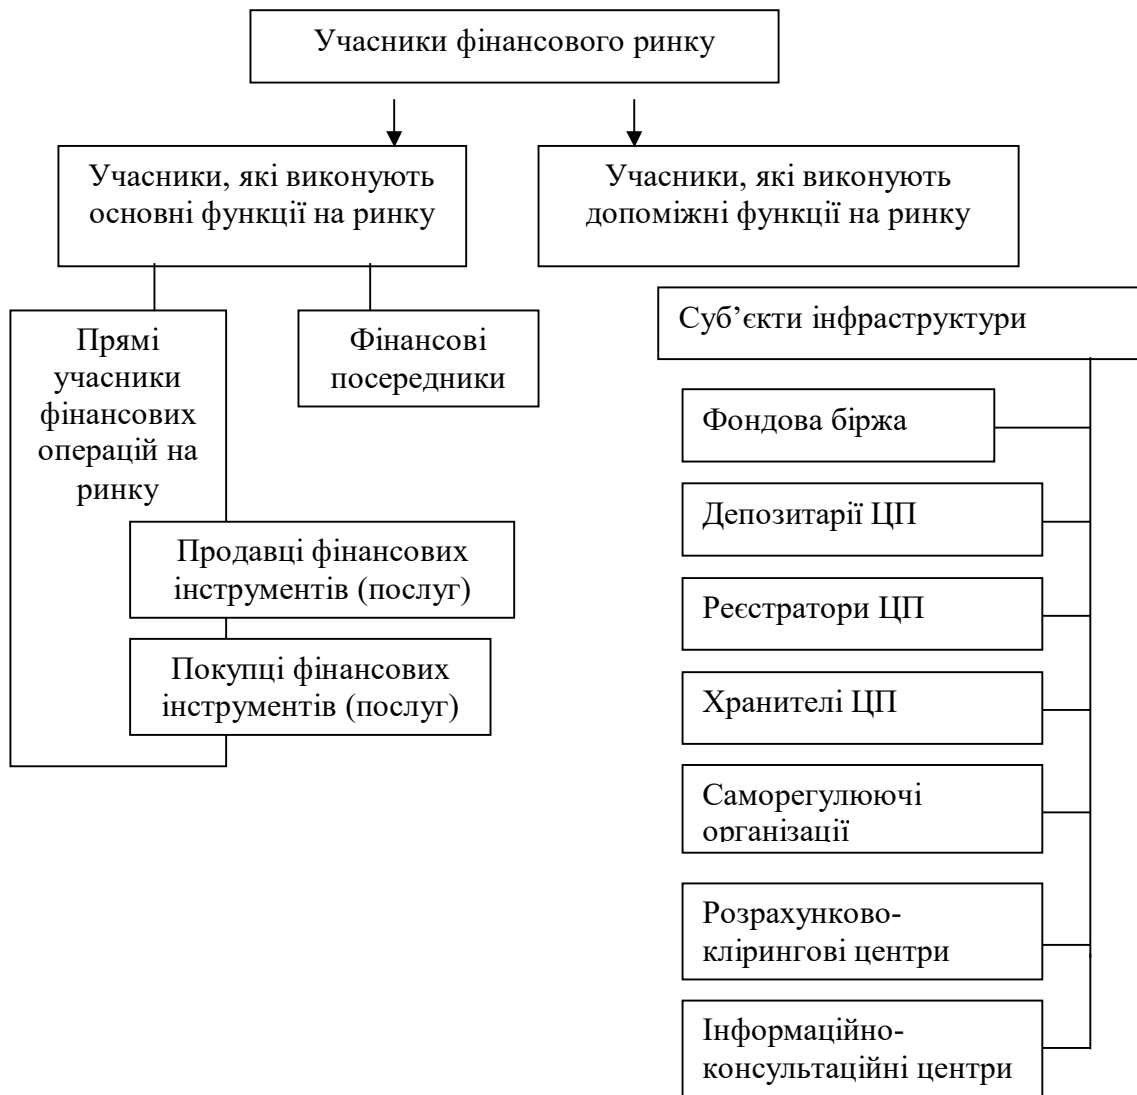 Учасники фінансового ринку
Учасники, які виконують
основні функції на ринку
Учасники, які виконують
допоміжні функції на ринку
Прямі
учасники
фінансових
операцій на
ринку
Фінансові
посередники
Продавці фінансових
інструментів (послуг)
Покупці фінансових
інструментів (послуг)
Суб’єкти інфраструктури
Фондова біржа
Депозитарії ЦП
Реєстратори ЦП
Хранителі ЦП
Саморегулюючі
організації
Розрахунково-
клірингові центри
Інформаційно-
консультаційні центри